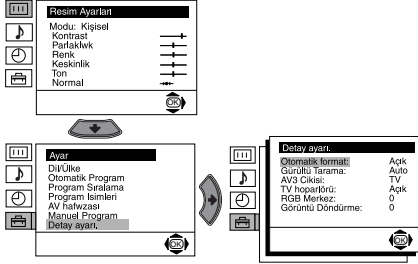 Resim Ayarları
Modu: Kişisel
Kontrast
Parlaklwk
Renk
Keskinlik
Ton
Normal
OK
Ayar
Dil/Ülke
Otomatik Program
Program Sıralama
Program İsimleri
AV hafwzası
Manuel Program
Detay ayarı.
OK
Detay ayarı.
Otomatik format: Açık
Gürültü Tarama: Auto
AV3 Cikisi: TV
TV hoparlörü: Açık
RGB Merkez: 0
Görüntü Döndürme: 0
OK